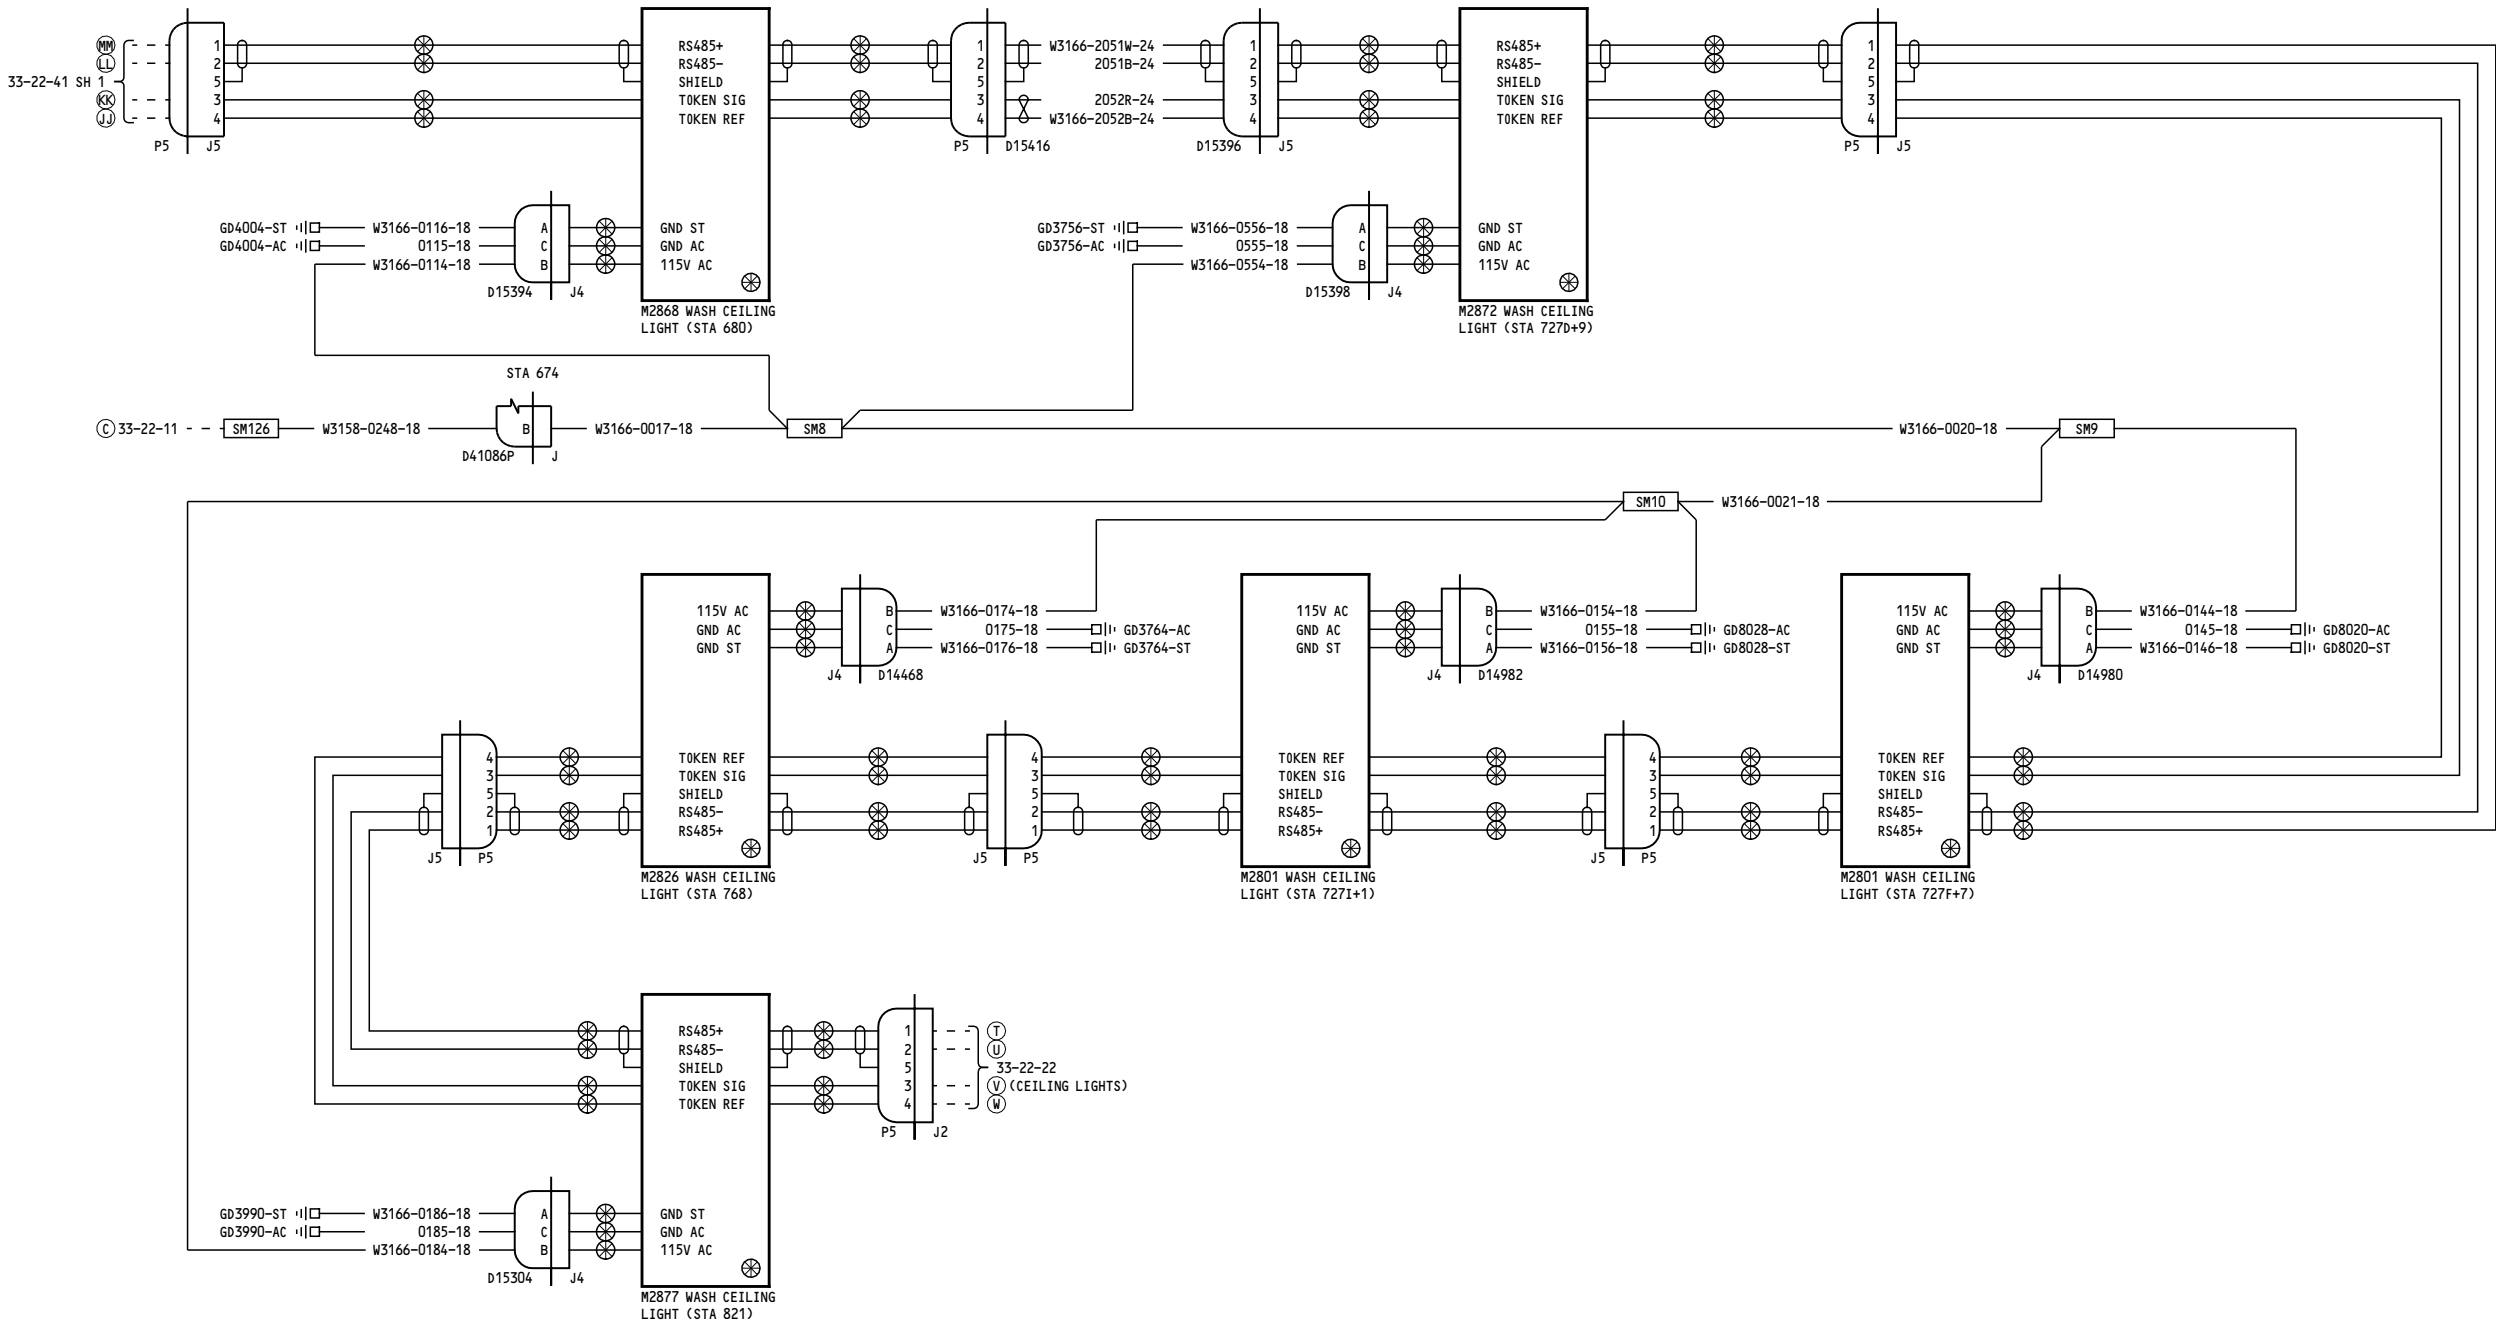 MM
LL
33-22-41 SH 1
KK
JJ
1
2
5
3
4
P5 J5
RS485+
RS485-
SHIELD
TOKEN SIG
TOKEN REF
1
2
5
3
4
P5 D15416
W3166-2051W-24
2051B-24
2052R-24
W3166-2052B-24
1
2
5
3
4
D15396 J5
RS485+
RS485-
SHIELD
TOKEN SIG
TOKEN REF
1
2
5
3
4
P5 J5
GD4004-ST W3166-0116-18 A GND ST
GD4004-AC 0115-18 C GND AC
W3166-0114-18 B 115V AC
D15394 J4
M2868 WASH CEILING
LIGHT (STA 680)
GD3756-ST W3166-0556-18 A GND ST
GD3756-AC 0555-18 C GND AC
W3166-0554-18 B 115V AC
D15398 J4
M2872 WASH CEILING
LIGHT (STA 727D+9)
STA 674
C 33-22-11 SM126 W3158-0248-18 B W3166-0017-18 SM8 W3166-0020-18 SM9
D41086P J
SM10 W3166-0021-18
115V AC B W3166-0174-18
GND AC C 0175-18 GD3764-AC
GND ST A W3166-0176-18 GD3764-ST
J4 D14468
115V AC B W3166-0154-18
GND AC C 0155-18 GD8028-AC
GND ST A W3166-0156-18 GD8028-ST
J4 D14982
115V AC B W3166-0144-18
GND AC C 0145-18 GD8020-AC
GND ST A W3166-0146-18 GD8020-ST
J4 D14980
4 TOKEN REF
3 TOKEN SIG
5 SHIELD
2 RS485-
1 RS485+
J5 P5
M2826 WASH CEILING
LIGHT (STA 768)
4 TOKEN REF
3 TOKEN SIG
5 SHIELD
2 RS485-
1 RS485+
J5 P5
M2801 WASH CEILING
LIGHT (STA 727I+1)
4 TOKEN REF
3 TOKEN SIG
5 SHIELD
2 RS485-
1 RS485+
J5 P5
M2801 WASH CEILING
LIGHT (STA 727F+7)
RS485+ 1 T
RS485- 2 U
SHIELD 5 33-22-22
TOKEN SIG 3 V (CEILING LIGHTS)
TOKEN REF 4 W
P5 J2
GD3990-ST W3166-0186-18 A GND ST
GD3990-AC 0185-18 C GND AC
W3166-0184-18 B 115V AC
D15304 J4
M2877 WASH CEILING
LIGHT (STA 821)